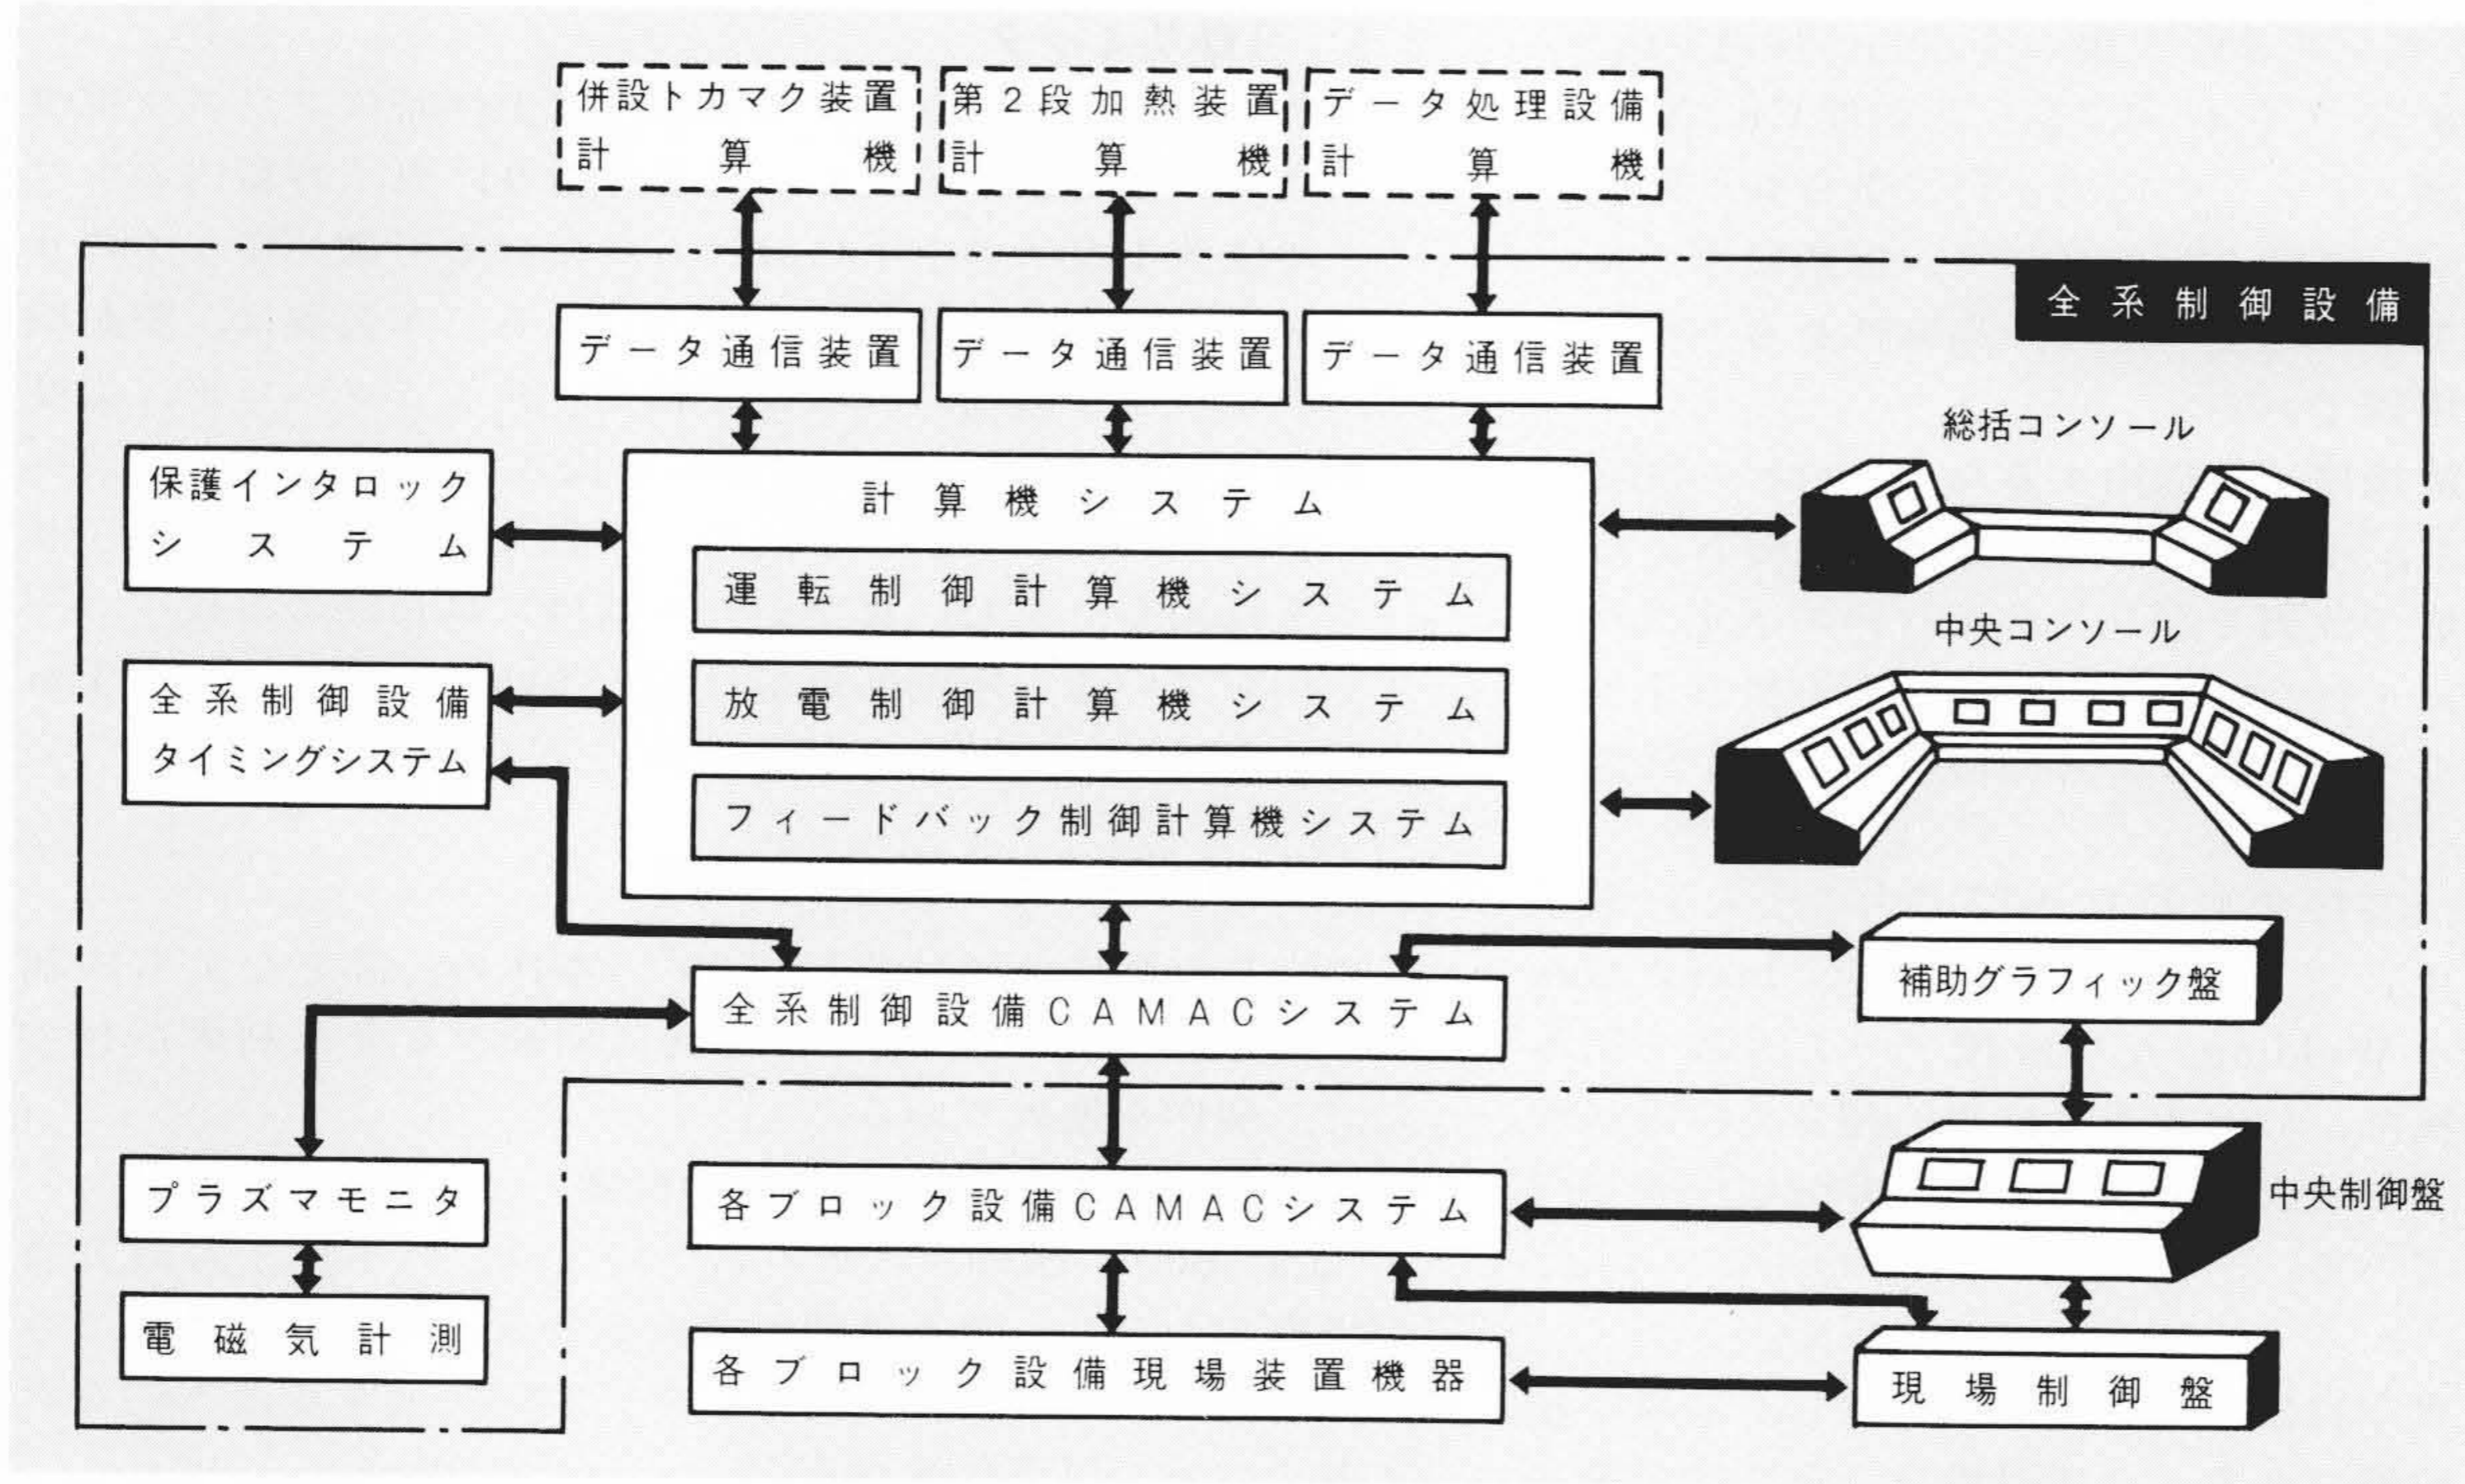 併設トカマク装置
計算機
第2段加熱装置
計算機
データ処理設備
計算機
全系制御設備
データ通信装置
データ通信装置
データ通信装置
総括コンソール
保護インタロック
システム
計算機システム
運転制御計算機システム
中央コンソール
全系制御設備
タイミングシステム
放電制御計算機システム
フィードバック制御計算機システム
補助グラフィック盤
全系制御設備CAMACシステム
プラズマモニタ
各ブロック設備CAMACシステム
中央制御盤
電磁気計測
各ブロック設備現場装置機器
現場制御盤